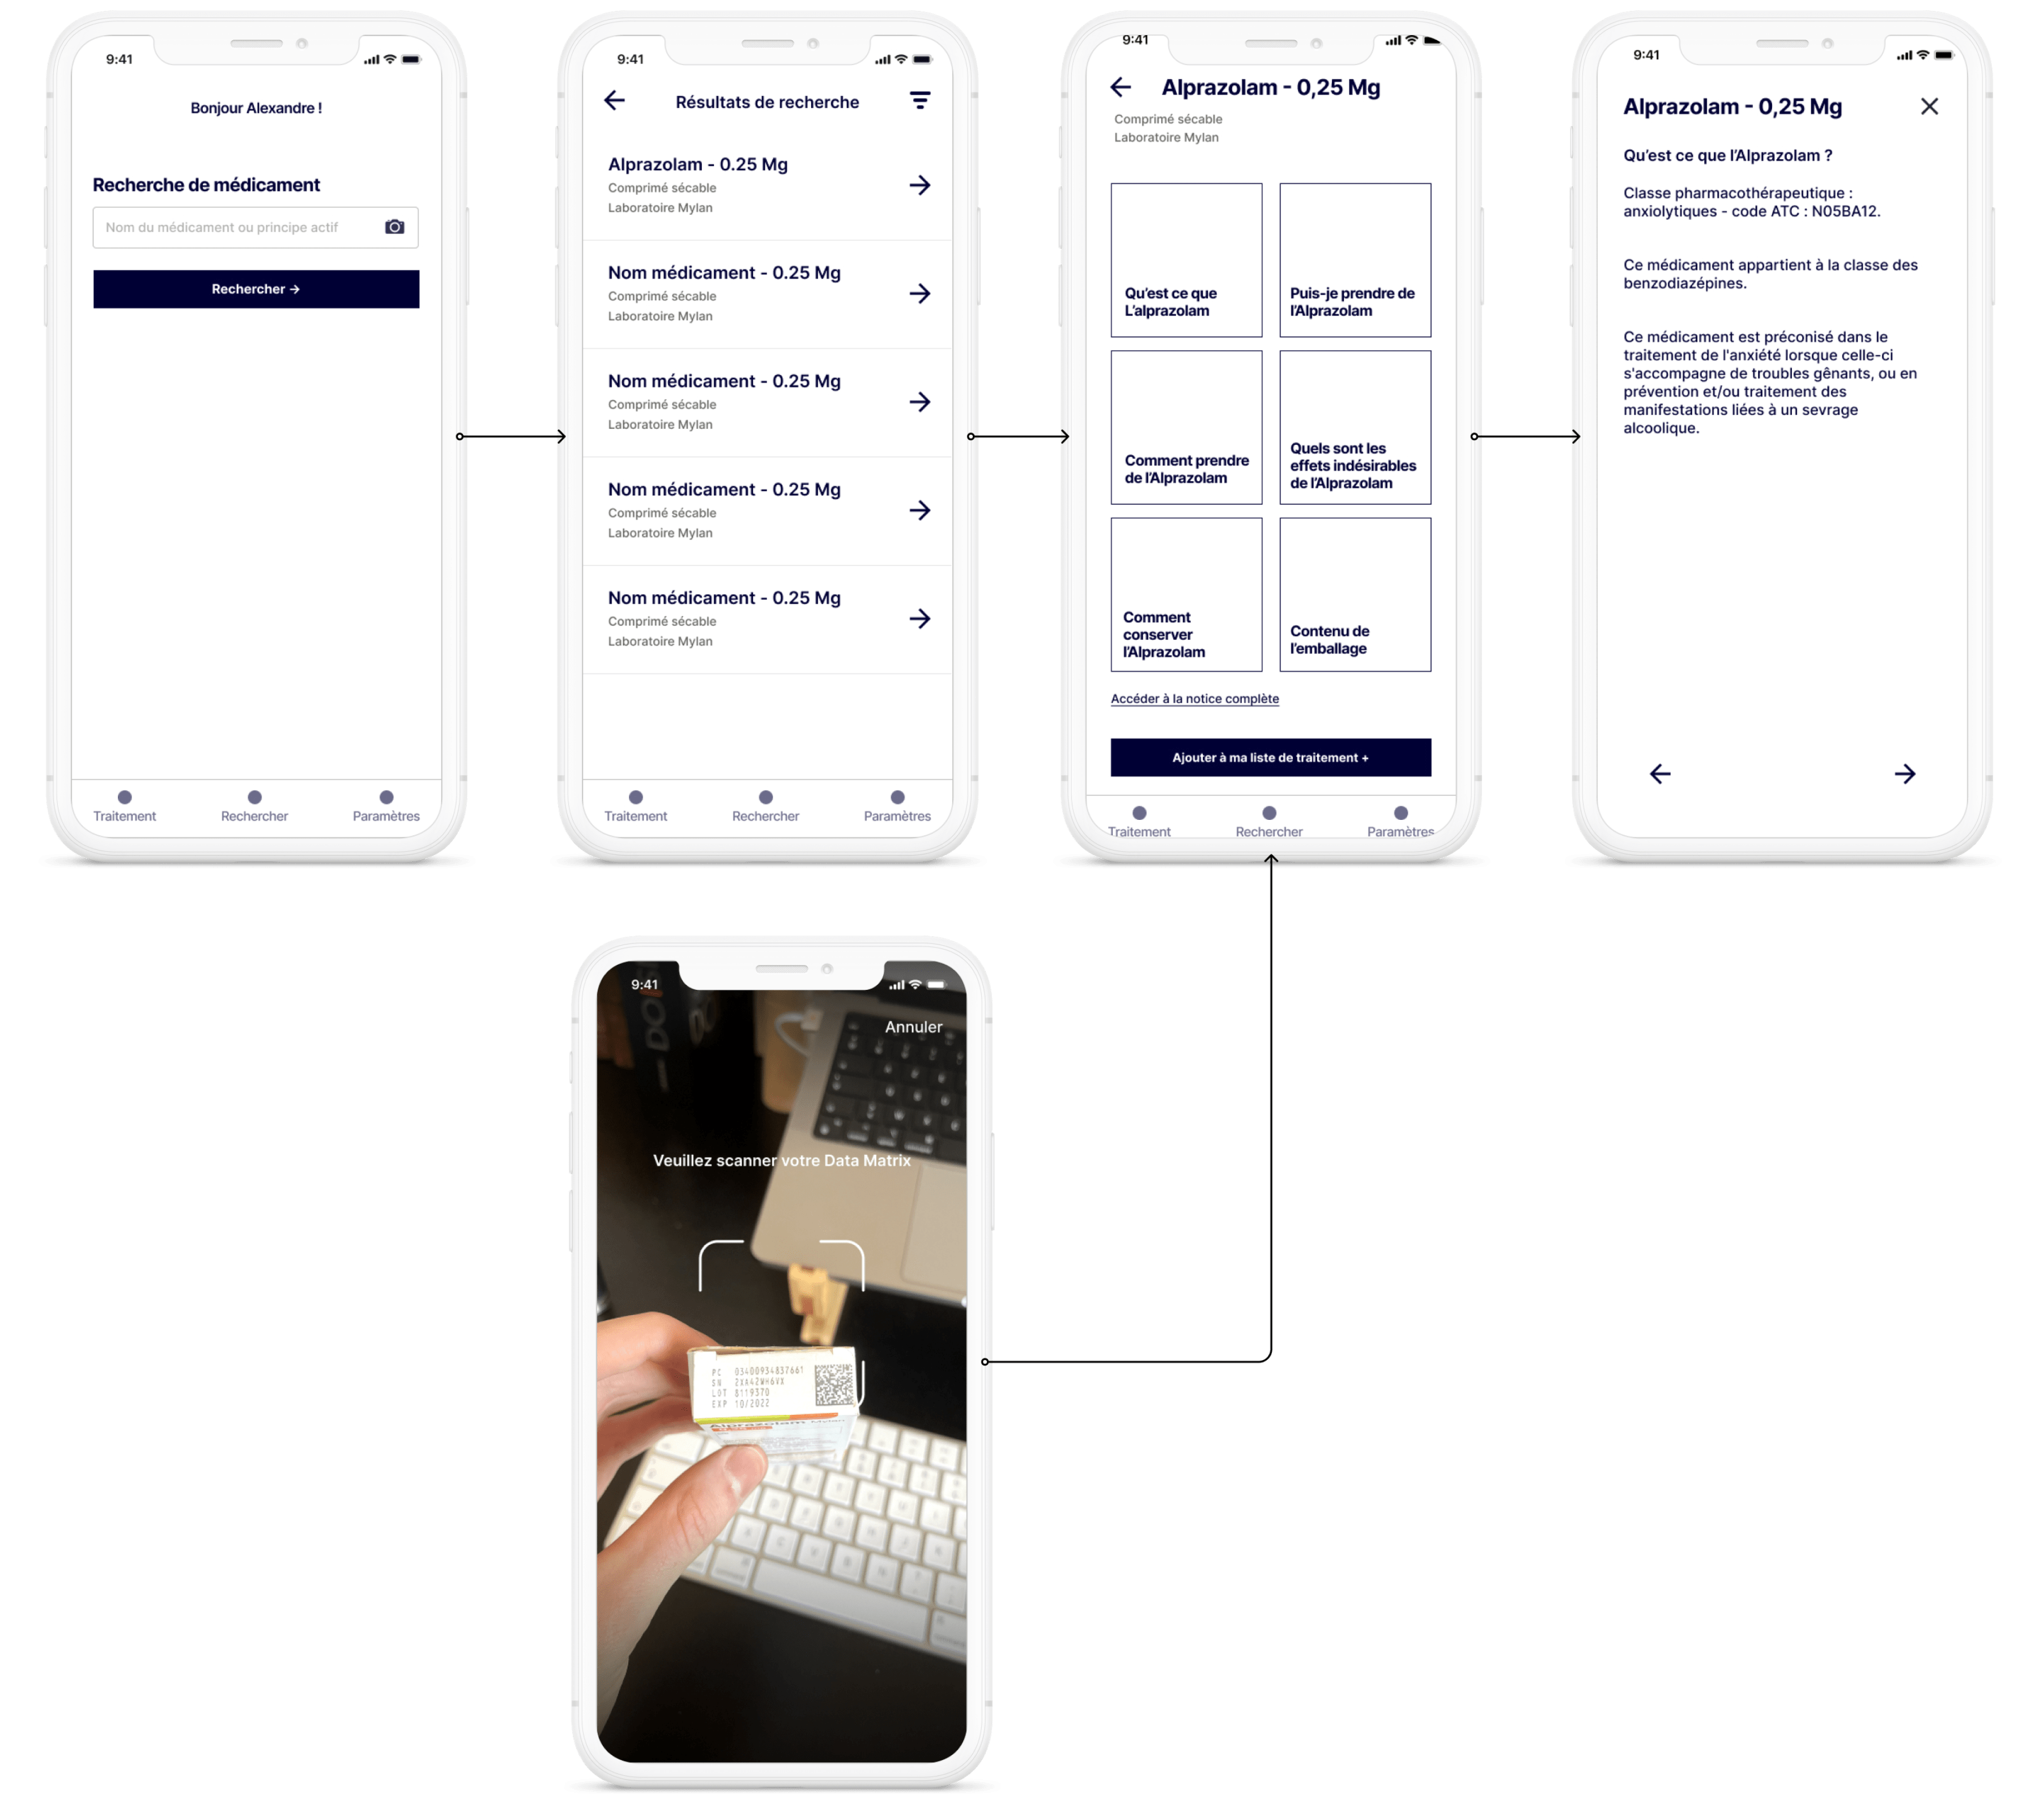 9:41
Bonjour Alexandre !
Recherche de médicament
Nom du médicament ou principe actif
Rechercher →
Traitement
Rechercher
Paramètres
9:41
Résultats de recherche
Alprazolam - 0.25 Mg
Comprimé sécable
Laboratoire Mylan
Nom médicament - 0.25 Mg
Comprimé sécable
Laboratoire Mylan
Nom médicament - 0.25 Mg
Comprimé sécable
Laboratoire Mylan
Nom médicament - 0.25 Mg
Comprimé sécable
Laboratoire Mylan
Nom médicament - 0.25 Mg
Comprimé sécable
Laboratoire Mylan
Traitement
Rechercher
Paramètres
9:41
Alprazolam - 0,25 Mg
Comprimé sécable
Laboratoire Mylan
Qu'est ce que
L'alprazolam
Puis-je prendre de
l'Alprazolam
Comment prendre
de l'Alprazolam
Quels sont les
effets indésirables
de l'Alprazolam
Comment
conserver
l'Alprazolam
Contenu de
l'emballage
Accéder à la notice complète
Ajouter à ma liste de traitement +
Traitement
Rechercher
Paramètres
9:41
Alprazolam - 0,25 Mg
Qu'est ce que l'Alprazolam ?
Classe pharmacothérapeutique :
anxiolytiques - code ATC : N05BA12.
Ce médicament appartient à la classe des
benzodiazépines.
Ce médicament est préconisé dans le
traitement de l'anxiété lorsque celle-ci
s'accompagne de troubles gênants, ou en
prévention et/ou traitement des
manifestations liées à un sevrage
alcoolique.
9:41
Annuler
Veuillez scanner votre Data Matrix
PC 03400934837661
SN 2XA42WH6VX
LOT 8119370
EXP 10/2022
Alprazolam Mylan